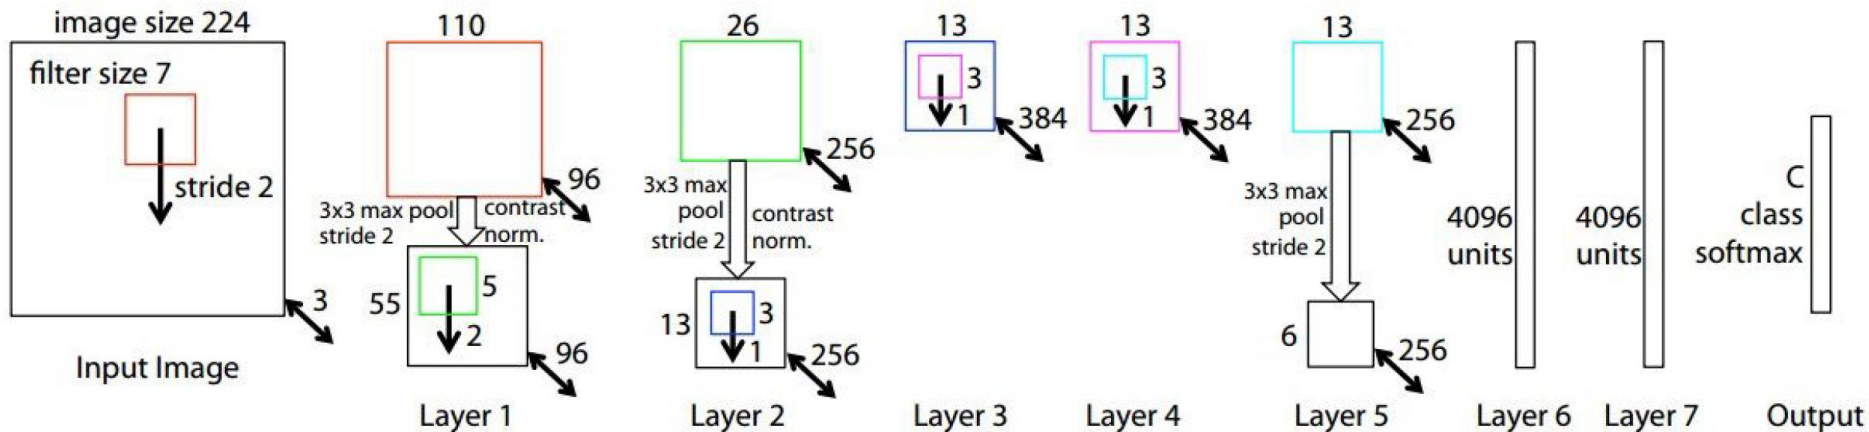 image size 224
filter size 7
stride 2
3
Input Image
110
96
3x3 max pool
stride 2
contrast
norm.
55
5
2
96
Layer 1
26
256
3x3 max
pool
stride 2
contrast
norm.
13
3
1
256
Layer 2
13
3
1
384
Layer 3
13
3
1
384
Layer 4
13
256
3x3 max
pool
stride 2
6
256
Layer 5
4096
units
Layer 6
4096
units
Layer 7
C
class
softmax
Output